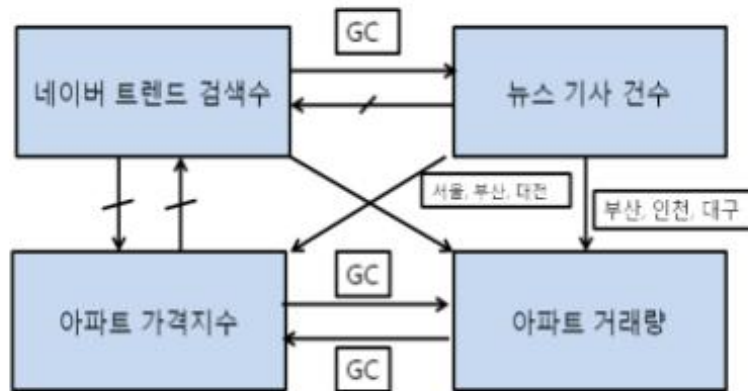 GC
네이버 트렌드 검색수
뉴스 기사 건수
서울, 부산, 대전
부산, 인천, 대구
GC
아파트 가격지수
아파트 거래량
GC